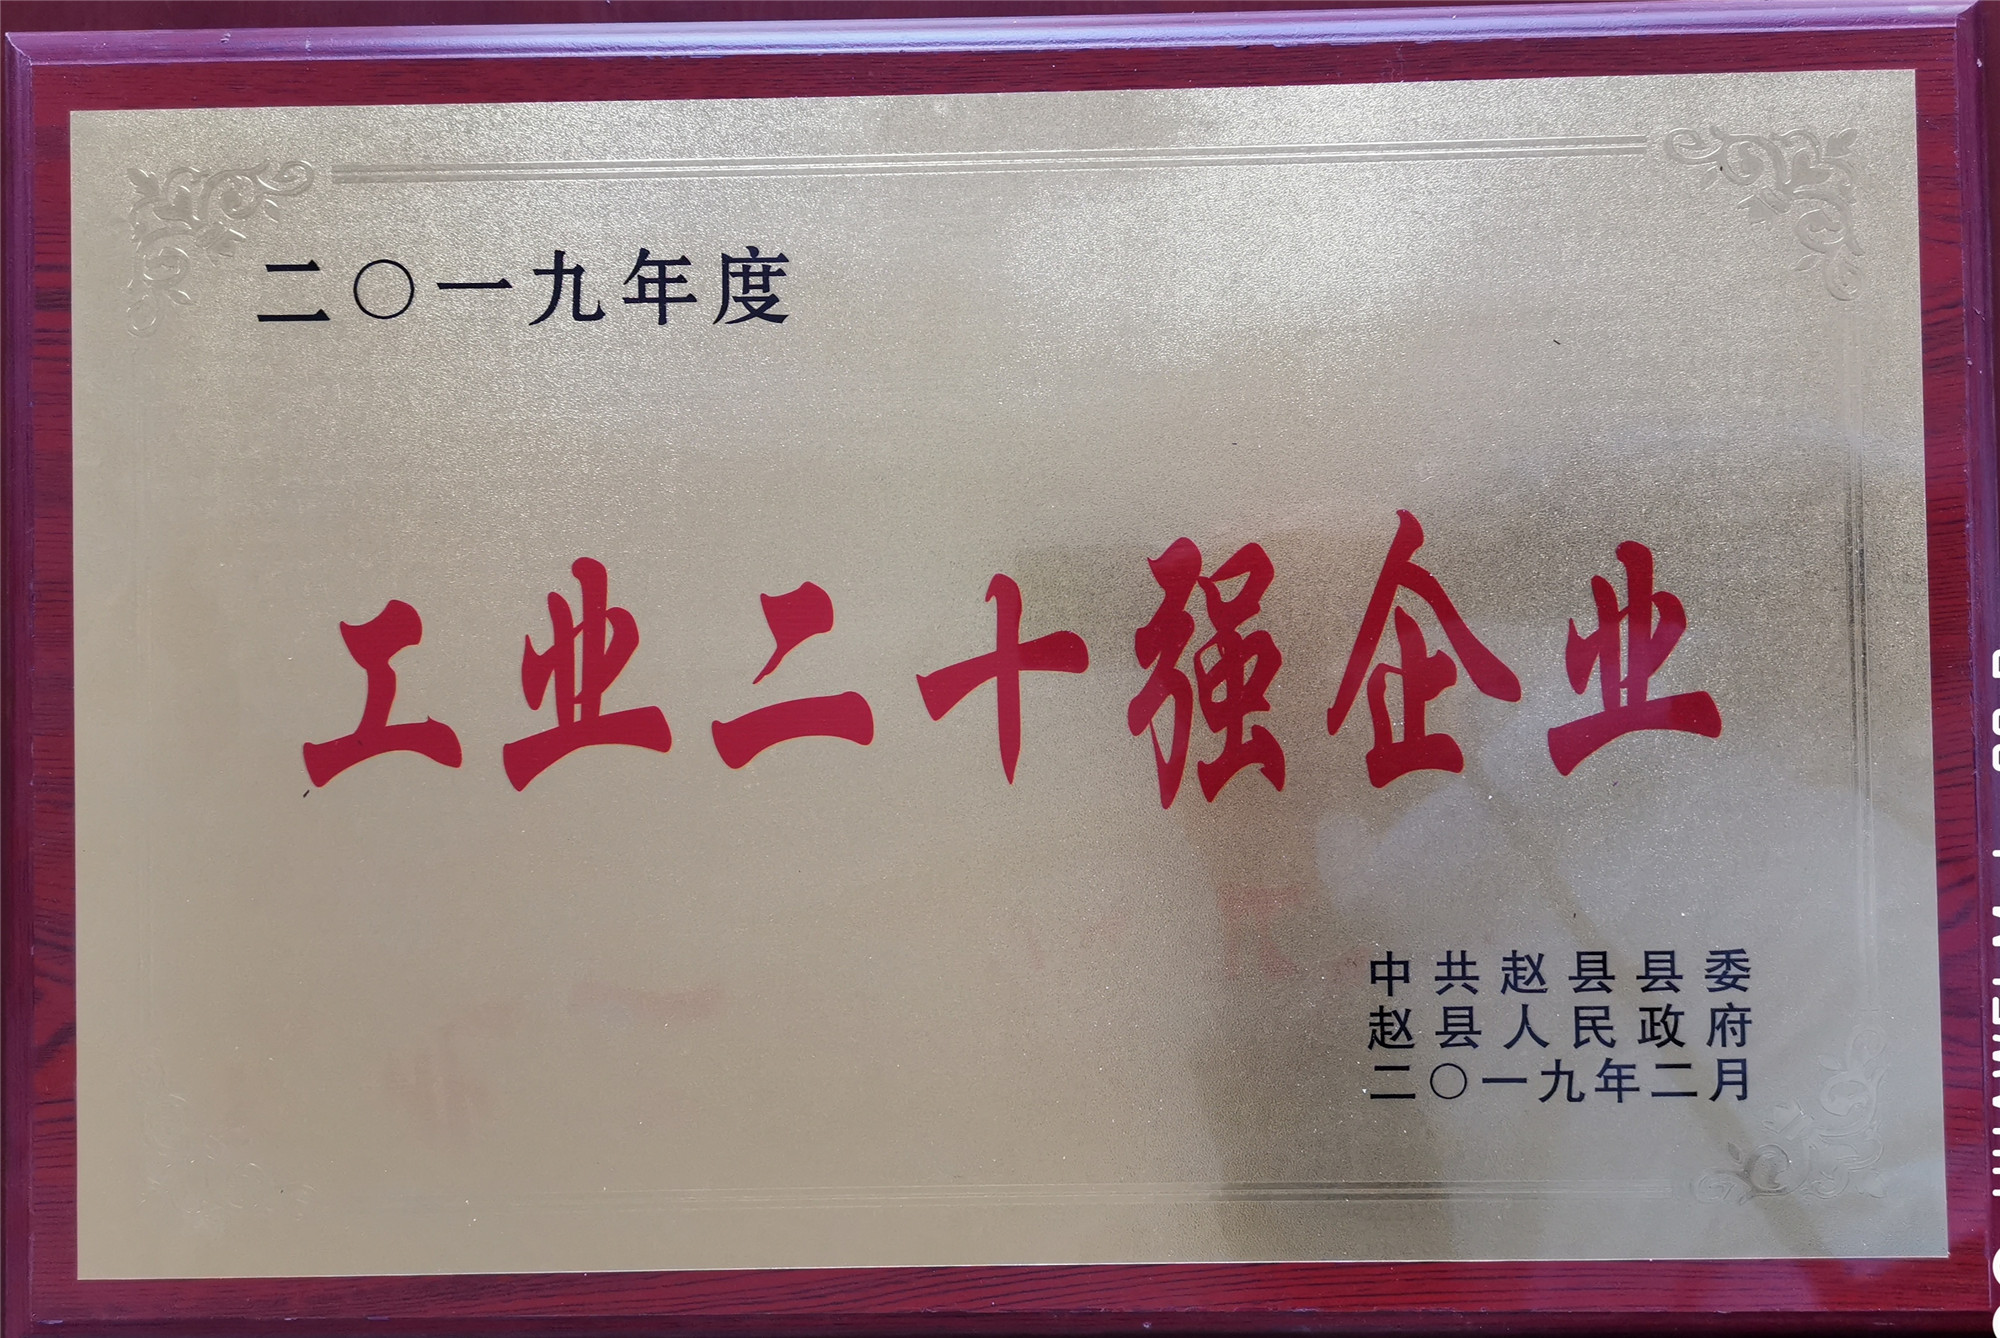 二〇一九年度
工业二十强企业
中共赵县县委
赵县人民政府
二〇一九年二月